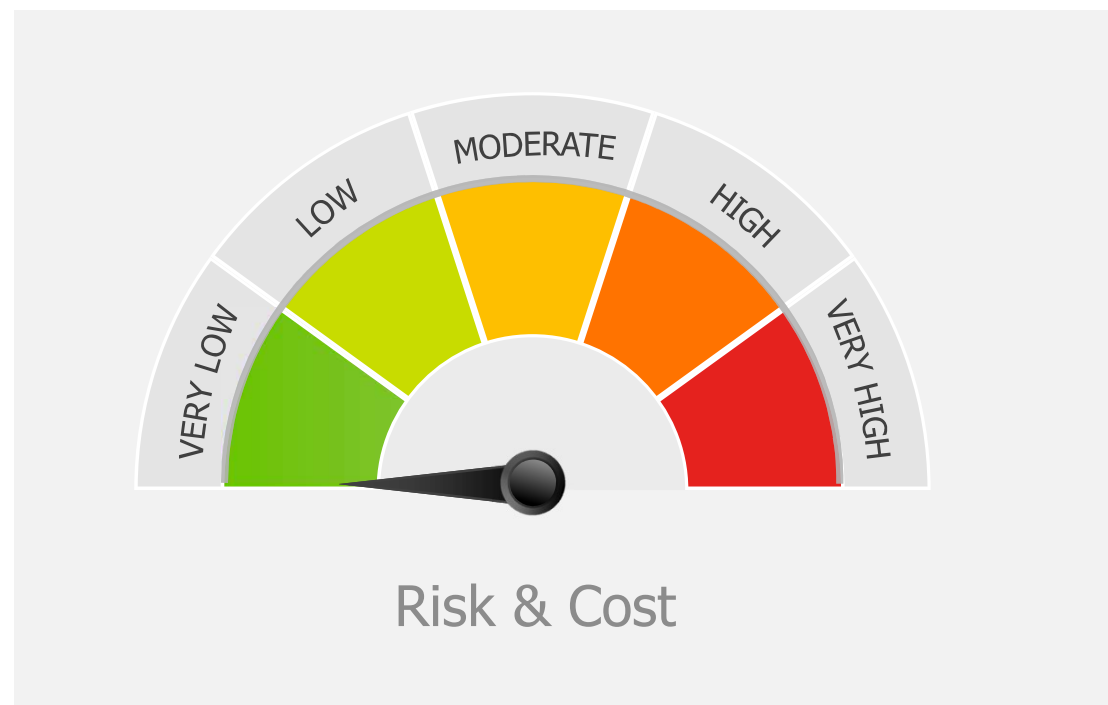 VERY LOW
LOW
MODERATE
HIGH
VERY HIGH
Risk & Cost